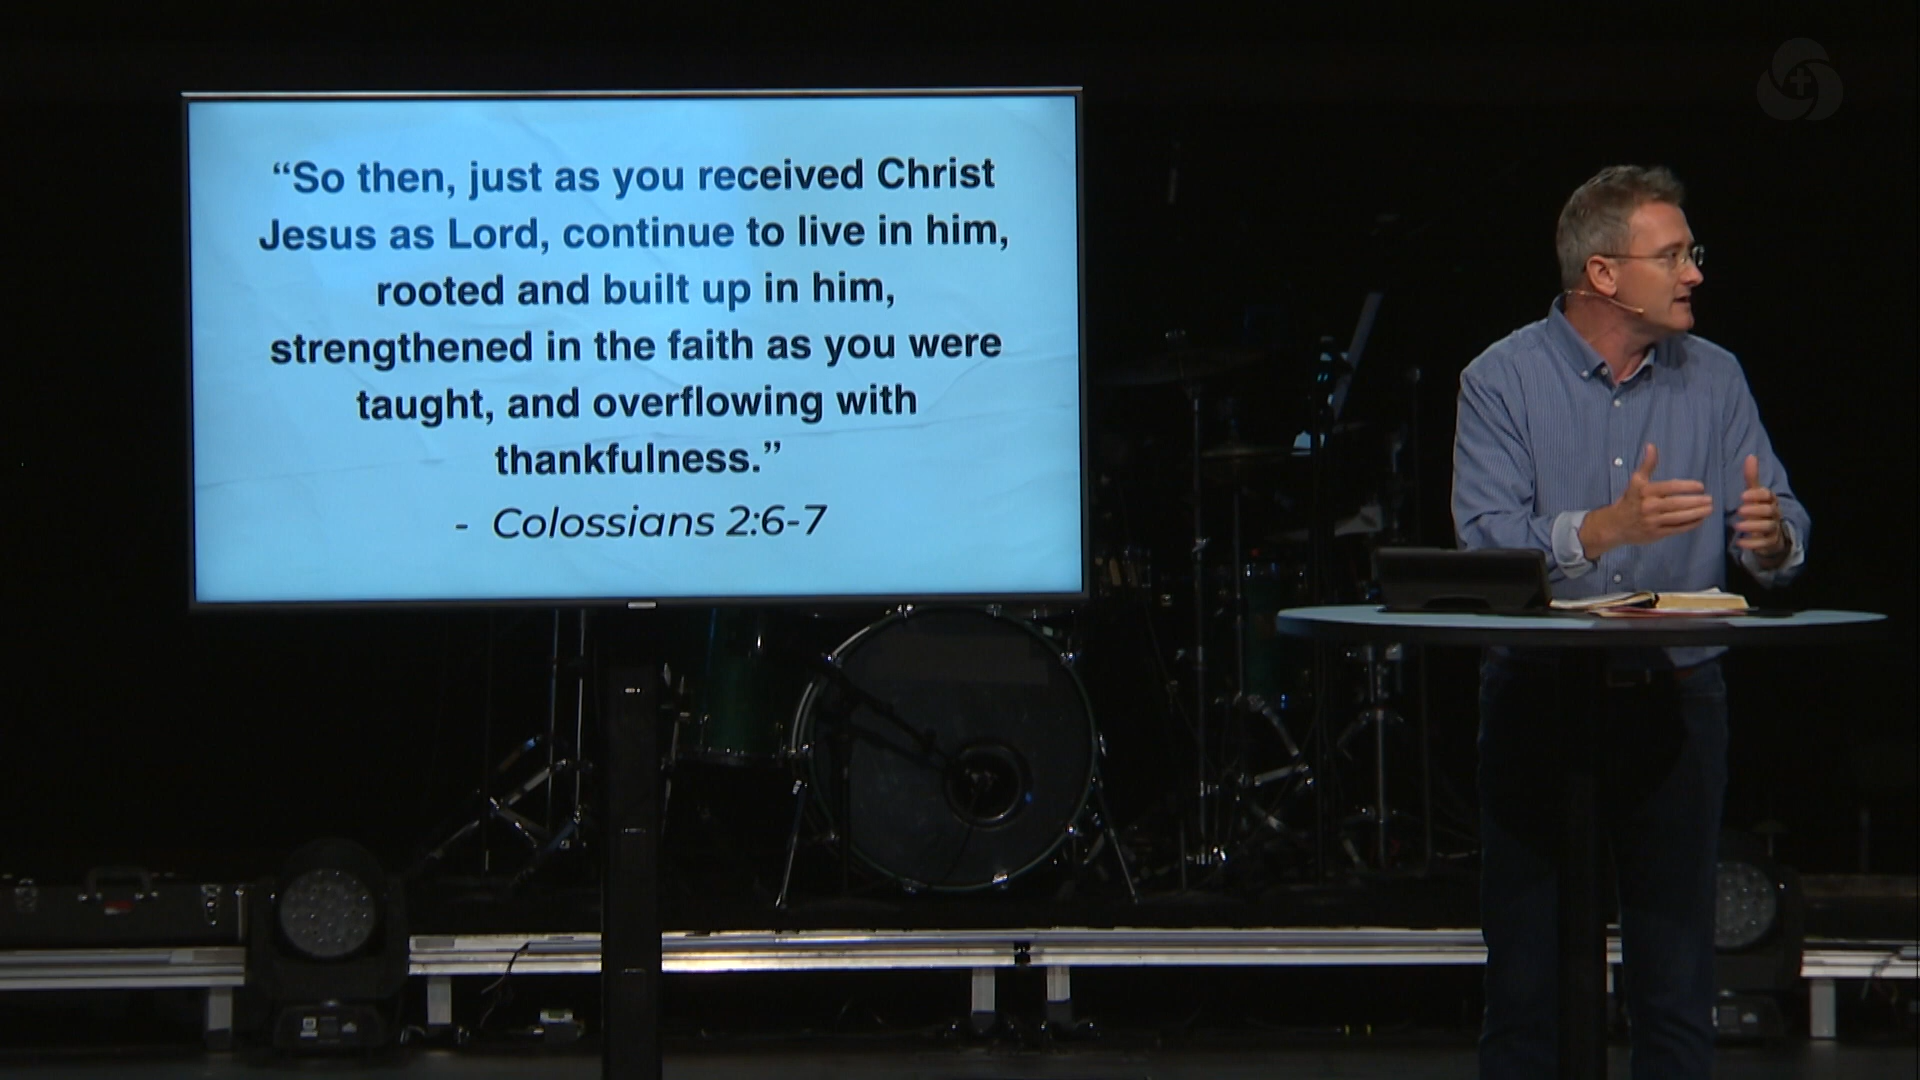 “So then, just as you received Christ
Jesus as Lord, continue to live in him,
rooted and built up in him,
strengthened in the faith as you were
taught, and overflowing with
thankfulness.”
- Colossians 2:6-7